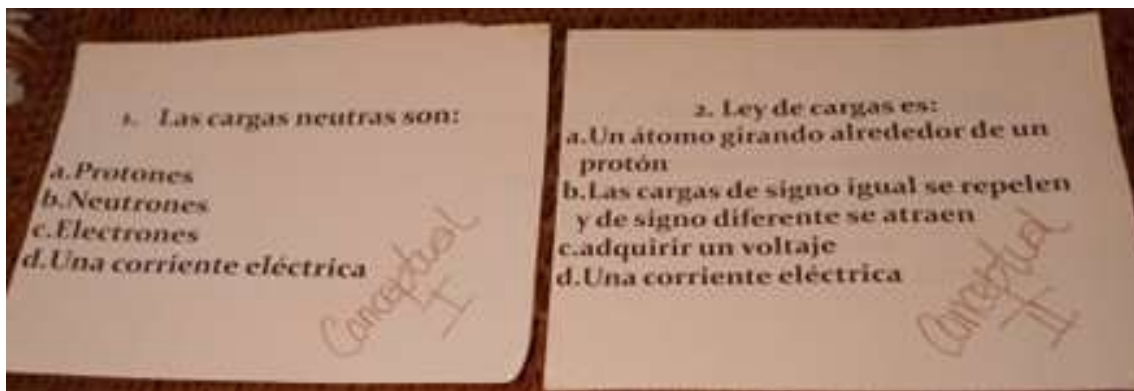 1. Las cargas neutras son:
a.Protones
b.Neutrones
c.Electrones
d.Una corriente eléctrica
Conceptual
I
2. Ley de cargas es:
a.Un átomo girando alrededor de un
protón
b.Las cargas de signo igual se repelen
y de signo diferente se atraen
c.adquirir un voltaje
d.Una corriente eléctrica
Conceptual
II